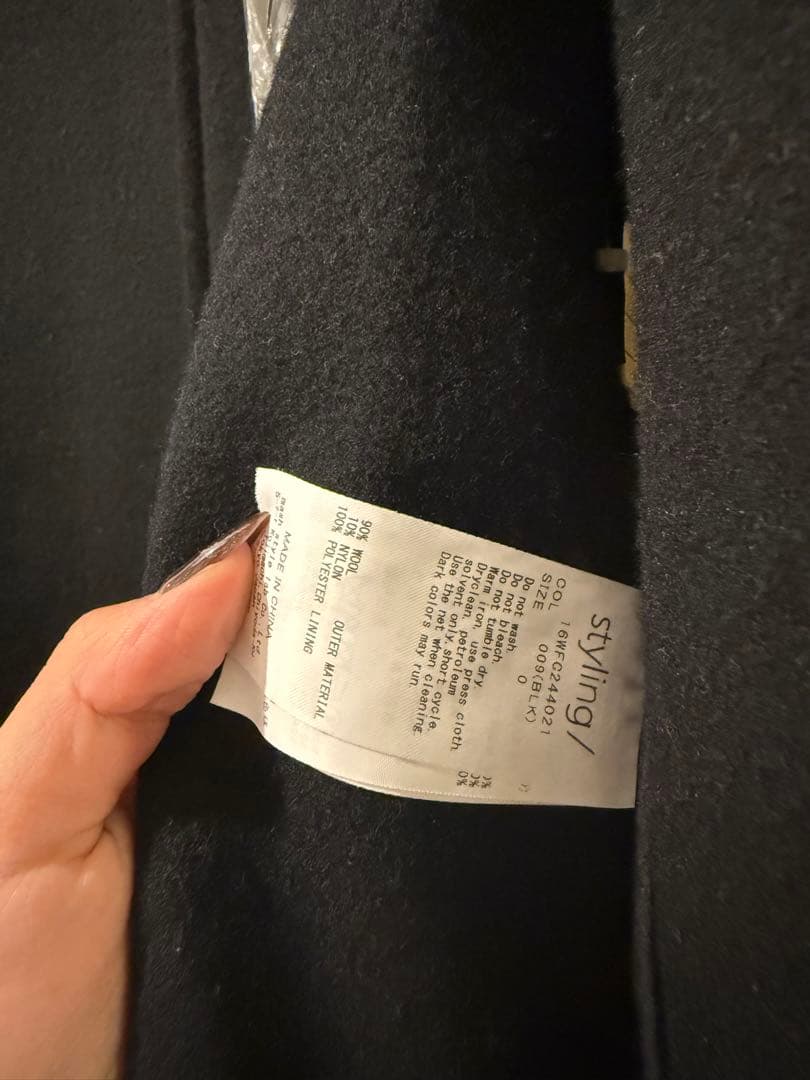 styling/
16WFC244021
COL 009(BLK)
SIZE 0
Do not wash
Do not bleach
Do not tumble dry
Warm iron, use press cloth
Dryclean, petroleum
solvent only, short cycle
Use the net when cleaning
Dark colors may run.
90% WOOL OUTER MATERIAL
10% NYLON
100% POLYESTER LINING
MADE IN CHINA
0%